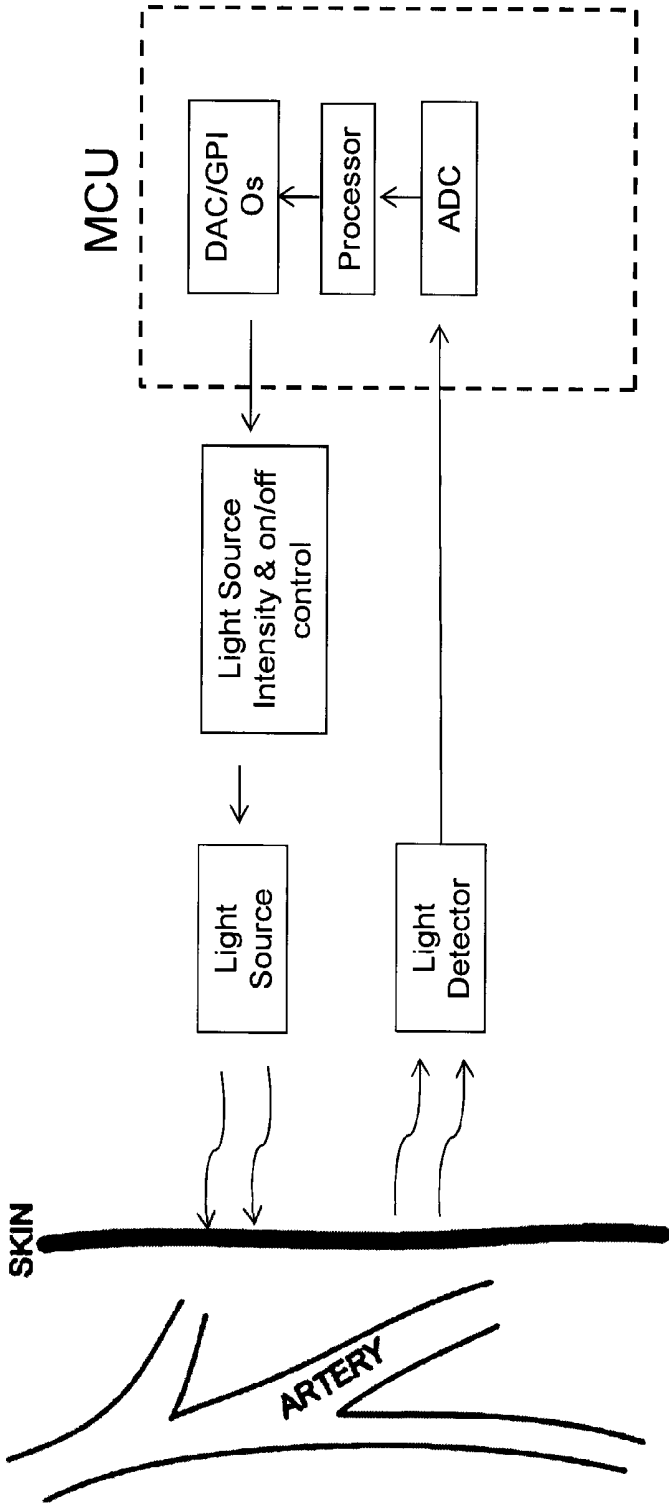 SKIN
ARTERY
Light
Source
Light
Detector
Light Source
Intensity & on/off
control
MCU
DAC/GPI
Os
Processor
ADC